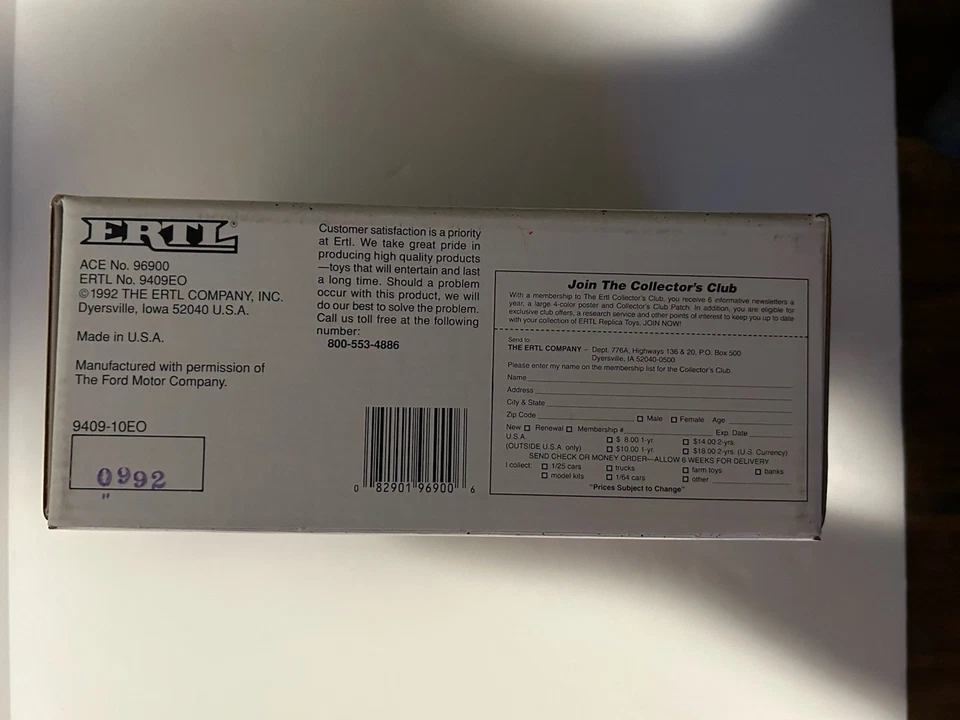 ERTL®
ACE No. 96900
ERTL No. 9409EO
©1992 THE ERTL COMPANY, INC.
Dyersville, Iowa 52040 U.S.A.
Made in U.S.A.
Manufactured with permission of
The Ford Motor Company.
9409-10EO
0992
Customer satisfaction is a priority
at Ertl. We take great pride in
producing high quality products
—toys that will entertain and last
a long time. Should a problem
occur with this product, we will
do our best to solve the problem.
Call us toll free at the following
number:
800-553-4886
0 82901 96900 6
Join The Collector's Club
With a membership to The Ertl Collector's Club, you receive 6 informative newsletters a
year, a large 4-color poster and Collector's Club Patch. In addition, you are eligible for
exclusive club offers, a research service and other points of interest to keep you up to date
with your collection of ERTL Replica Toys. JOIN NOW!
Send to:
THE ERTL COMPANY – Dept. 776A, Highways 136 & 20, P.O. Box 500
Dyersville, IA 52040-0500
Please enter my name on the membership list for the Collector's Club.
Name
Address
City & State
Zip Code Male Female Age
New Renewal Membership # Exp. Date
U.S.A. $ 8.00 1-yr. $14.00 2-yrs.
(OUTSIDE U.S.A. only) $10.00 1-yr. $18.00 2-yrs. (U.S. Currency)
SEND CHECK OR MONEY ORDER—ALLOW 6 WEEKS FOR DELIVERY
I collect: 1/25 cars trucks farm toys banks
model kits 1/64 cars other
"Prices Subject to Change"